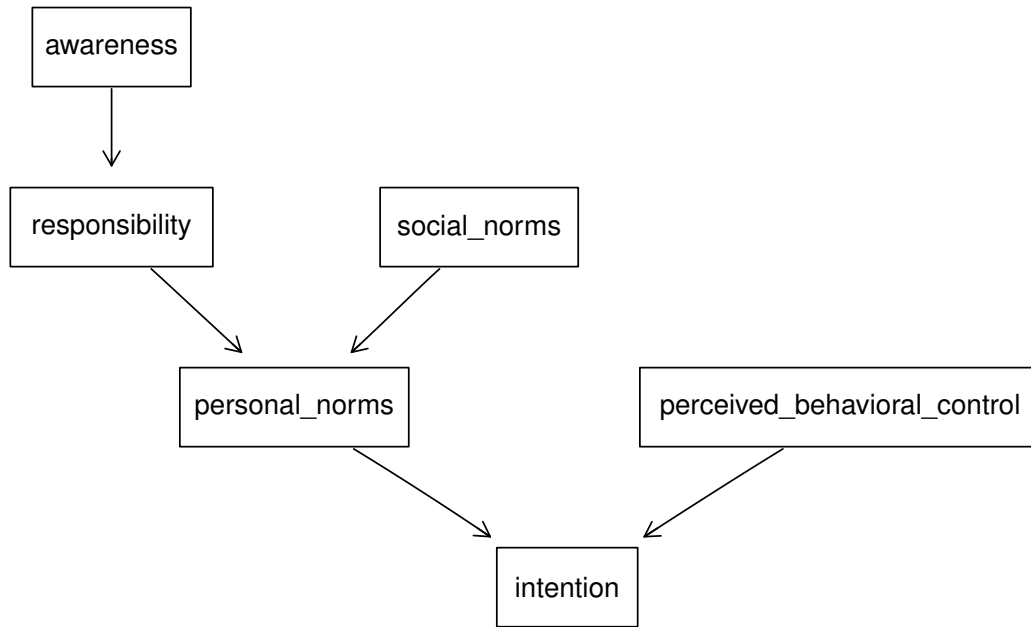 awareness
responsibility
social_norms
personal_norms
perceived_behavioral_control
intention